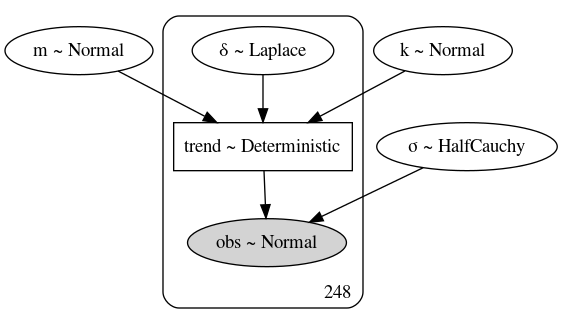 m ~ Normal
δ ~ Laplace
k ~ Normal
trend ~ Deterministic
σ ~ HalfCauchy
obs ~ Normal
248